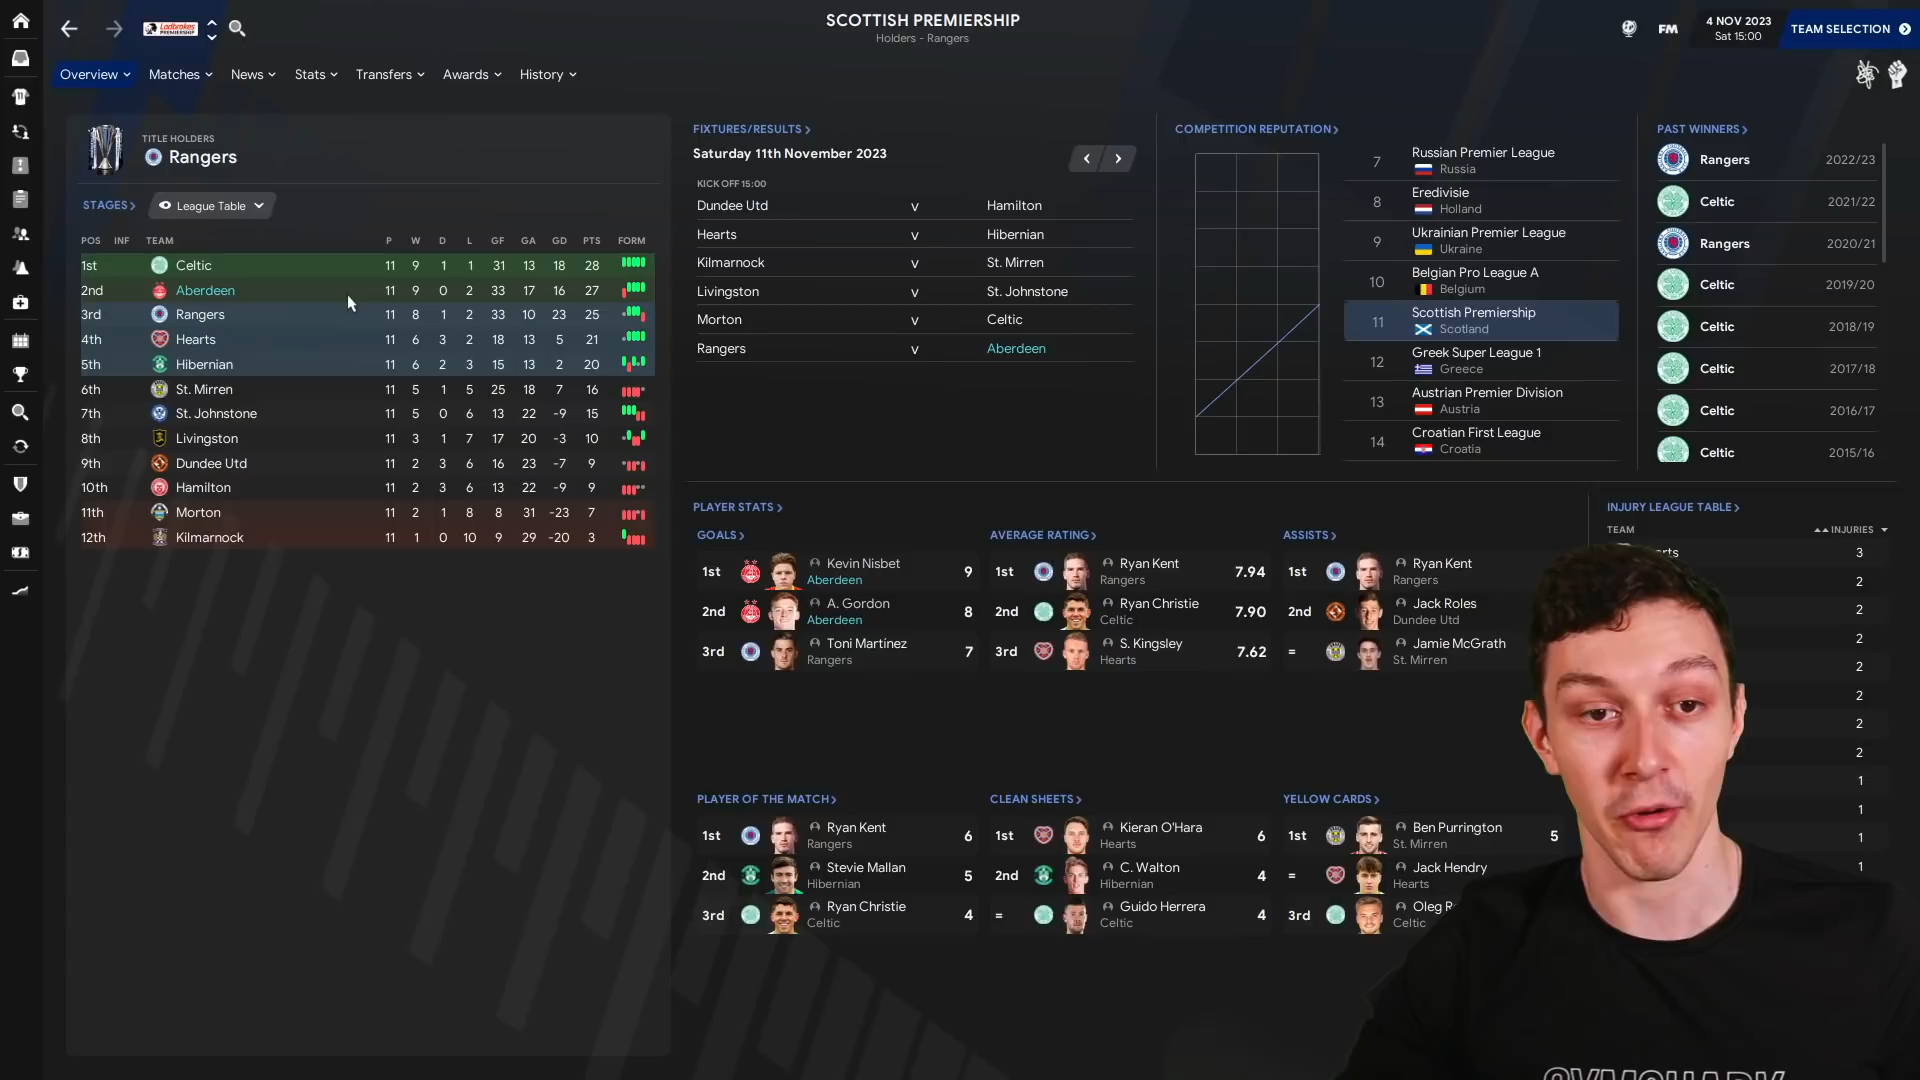 SCOTTISH PREMIERSHIP
Holders - Rangers
Ladbrokes PREMIERSHIP
FM
4 NOV 2023
Sat 15:00
TEAM SELECTION
Overview Matches News Stats Transfers Awards History
TITLE HOLDERS
Rangers
STAGES League Table
POS INF TEAM P W D L GF GA GD PTS FORM
1st Celtic 11 9 1 1 31 13 18 28
2nd Aberdeen 11 9 0 2 33 17 16 27
3rd Rangers 11 8 1 2 33 10 23 25
4th Hearts 11 6 3 2 18 13 5 21
5th Hibernian 11 6 2 3 15 13 2 20
6th St. Mirren 11 5 1 5 25 18 7 16
7th St. Johnstone 11 5 0 6 13 22 -9 15
8th Livingston 11 3 1 7 17 20 -3 10
9th Dundee Utd 11 2 3 6 16 23 -7 9
10th Hamilton 11 2 3 6 13 22 -9 9
11th Morton 11 2 1 8 8 31 -23 7
12th Kilmarnock 11 1 0 10 9 29 -20 3
FIXTURES/RESULTS
Saturday 11th November 2023
KICK OFF 15:00
Dundee Utd v Hamilton
Hearts v Hibernian
Kilmarnock v St. Mirren
Livingston v St. Johnstone
Morton v Celtic
Rangers v Aberdeen
COMPETITION REPUTATION
7 Russian Premier League
Russia
8 Eredivisie
Holland
9 Ukrainian Premier League
Ukraine
10 Belgian Pro League A
Belgium
11 Scottish Premiership
Scotland
12 Greek Super League 1
Greece
13 Austrian Premier Division
Austria
14 Croatian First League
Croatia
PAST WINNERS
Rangers 2022/23
Celtic 2021/22
Rangers 2020/21
Celtic 2019/20
Celtic 2018/19
Celtic 2017/18
Celtic 2016/17
Celtic 2015/16
PLAYER STATS
GOALS
1st Kevin Nisbet 9
Aberdeen
2nd A. Gordon 8
Aberdeen
3rd Toni Martínez 7
Rangers
AVERAGE RATING
1st Ryan Kent 7.94
Rangers
2nd Ryan Christie 7.90
Celtic
3rd S. Kingsley 7.62
Hearts
ASSISTS
1st Ryan Kent
Rangers
2nd Jack Roles
Dundee Utd
= Jamie McGrath
St. Mirren
PLAYER OF THE MATCH
1st Ryan Kent 6
Rangers
2nd Stevie Mallan 5
Hibernian
3rd Ryan Christie 4
Celtic
CLEAN SHEETS
1st Kieran O'Hara 6
Hearts
2nd C. Walton 4
Hibernian
= Guido Herrera 4
Celtic
YELLOW CARDS
1st Ben Purrington 5
St. Mirren
= Jack Hendry
Hearts
3rd Oleg
Celtic
INJURY LEAGUE TABLE
TEAM INJURIES
3
2
2
2
2
2
2
2
1
1
1
1